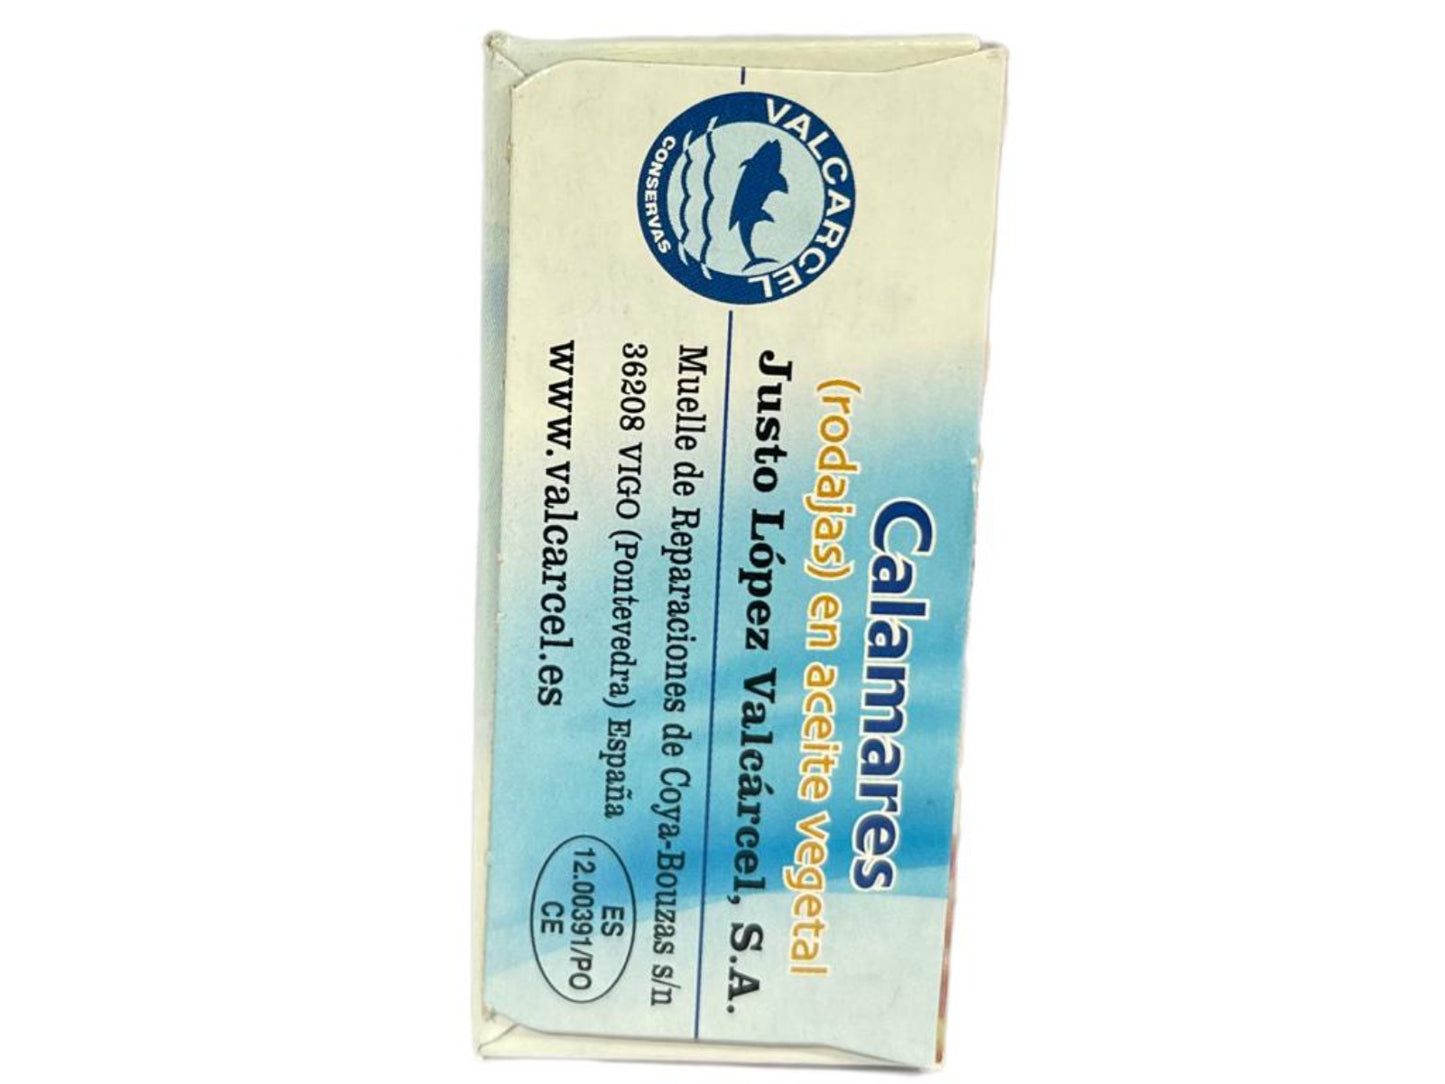 Calamares
(rodajas) en aceite vegetal
VALCARCEL
CONSERVAS
Justo López Valcárcel, S.A.
Muelle de Reparaciones de Coya-Bouzas s/n
36208 VIGO (Pontevedra) España
www.valcarcel.es
ES
12.00391/PO
CE